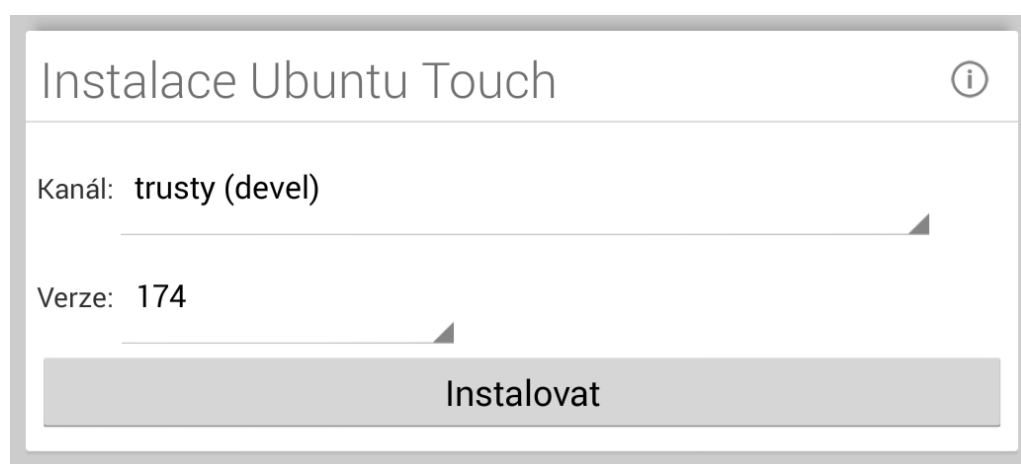 Instalace Ubuntu Touch
Kanál: trusty (devel)
Verze: 174
Instalovat